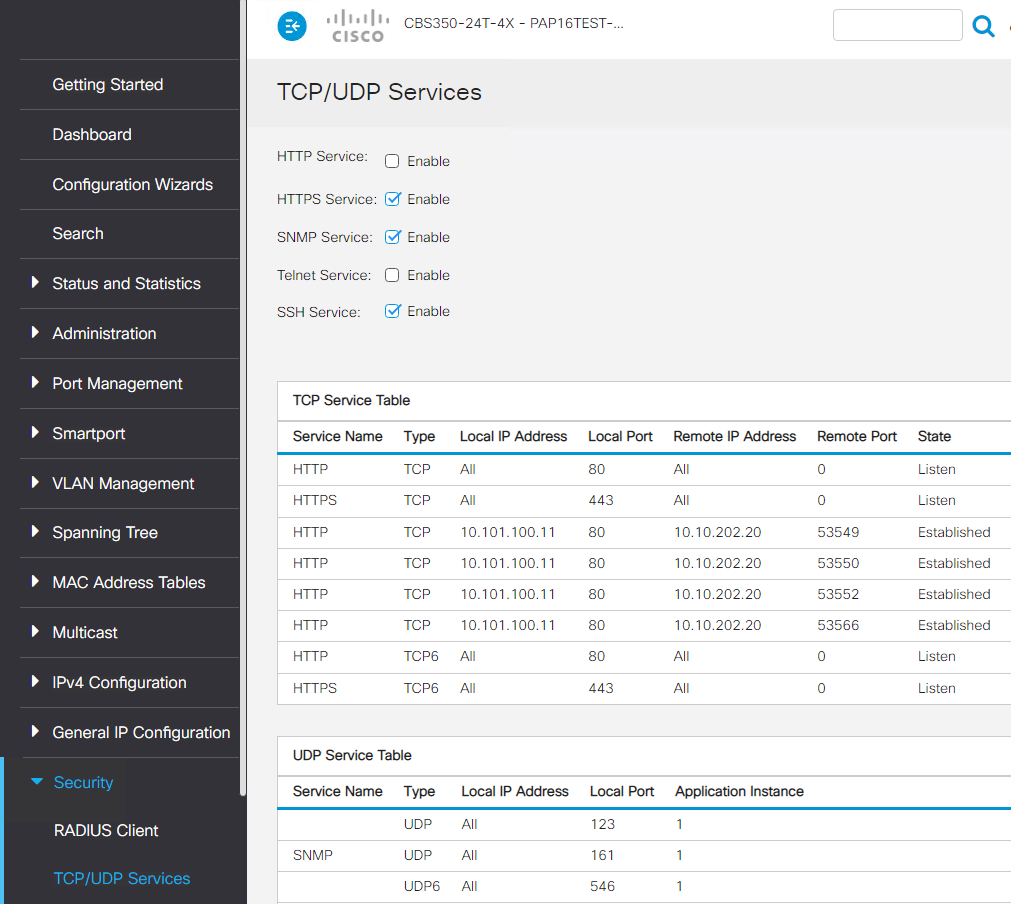 CISCO
CBS350-24T-4X - PAP16TEST-...
Getting Started
Dashboard
Configuration Wizards
Search
Status and Statistics
Administration
Port Management
Smartport
VLAN Management
Spanning Tree
MAC Address Tables
Multicast
IPv4 Configuration
General IP Configuration
Security
RADIUS Client
TCP/UDP Services
TCP/UDP Services
HTTP Service: Enable
HTTPS Service: Enable
SNMP Service: Enable
Telnet Service: Enable
SSH Service: Enable
TCP Service Table
Service Name Type Local IP Address Local Port Remote IP Address Remote Port State
HTTP TCP All 80 All 0 Listen
HTTPS TCP All 443 All 0 Listen
HTTP TCP 10.101.100.11 80 10.10.202.20 53549 Established
HTTP TCP 10.101.100.11 80 10.10.202.20 53550 Established
HTTP TCP 10.101.100.11 80 10.10.202.20 53552 Established
HTTP TCP 10.101.100.11 80 10.10.202.20 53566 Established
HTTP TCP6 All 80 All 0 Listen
HTTPS TCP6 All 443 All 0 Listen
UDP Service Table
Service Name Type Local IP Address Local Port Application Instance
UDP All 123 1
SNMP UDP All 161 1
UDP6 All 546 1